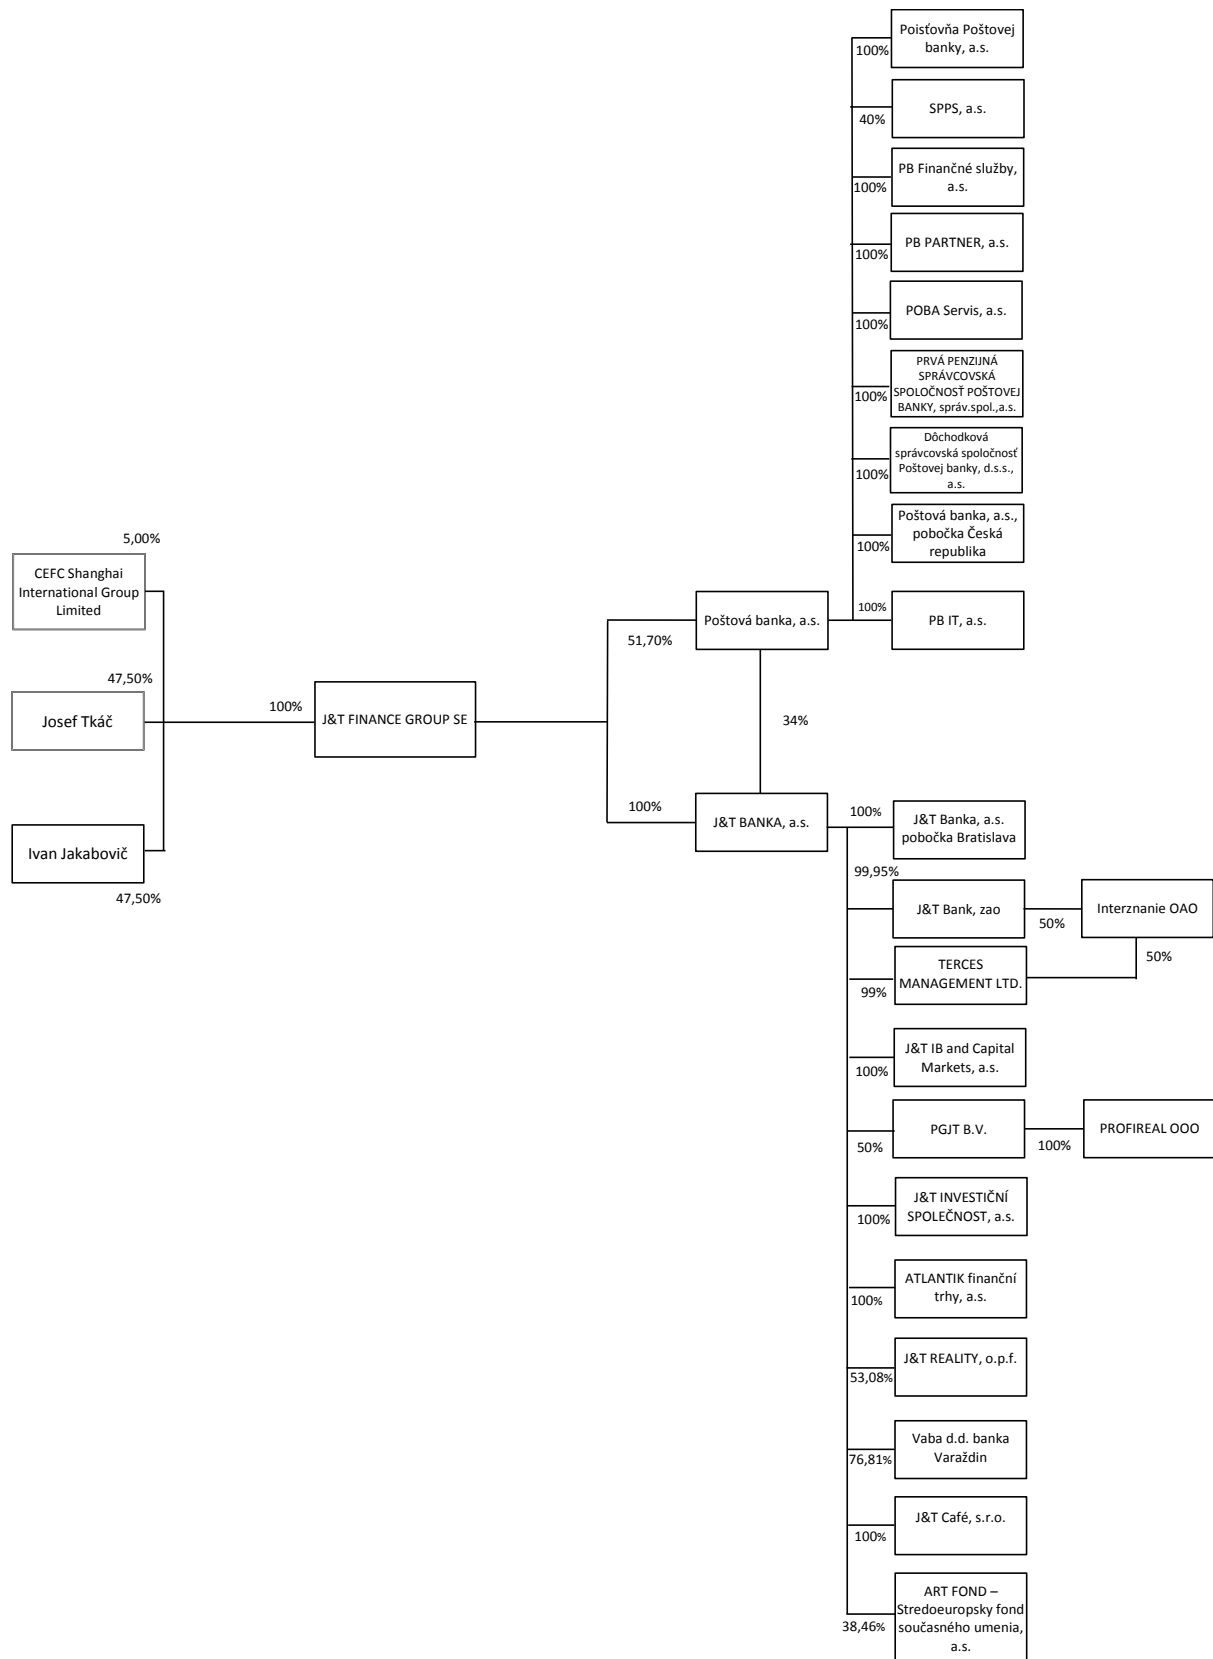 Poisťovňa Poštovej
banky, a.s.
100%
SPPS, a.s.
40%
PB Finančné služby,
a.s.
100%
PB PARTNER, a.s.
100%
POBA Servis, a.s.
100%
PRVÁ PENZIJNÁ
SPRÁVCOVSKÁ
SPOLOČNOSŤ POŠTOVEJ
BANKY, správ.spol.,a.s.
100%
Dôchodková
správcovská spoločnosť
Poštovej banky, d.s.s.,
a.s.
100%
Poštová banka, a.s.,
pobočka Česká
republika
100%
5,00%
CEFC Shanghai
International Group
Limited
47,50%
Josef Tkáč
Ivan Jakabovič
47,50%
100%
J&T FINANCE GROUP SE
51,70%
Poštová banka, a.s.
100%
PB IT, a.s.
34%
100%
J&T BANKA, a.s.
100%
J&T Banka, a.s.
pobočka Bratislava
99,95%
J&T Bank, zao
50%
Interznanie OAO
50%
TERCES
MANAGEMENT LTD.
99%
J&T IB and Capital
Markets, a.s.
100%
PGJT B.V.
50%
100%
PROFIREAL OOO
J&T INVESTIČNÍ
SPOLEČNOST, a.s.
100%
ATLANTIK finanční
trhy, a.s.
100%
J&T REALITY, o.p.f.
53,08%
Vaba d.d. banka
Varaždin
76,81%
J&T Café, s.r.o.
100%
ART FOND –
Stredoeuropsky fond
současného umenia,
a.s.
38,46%